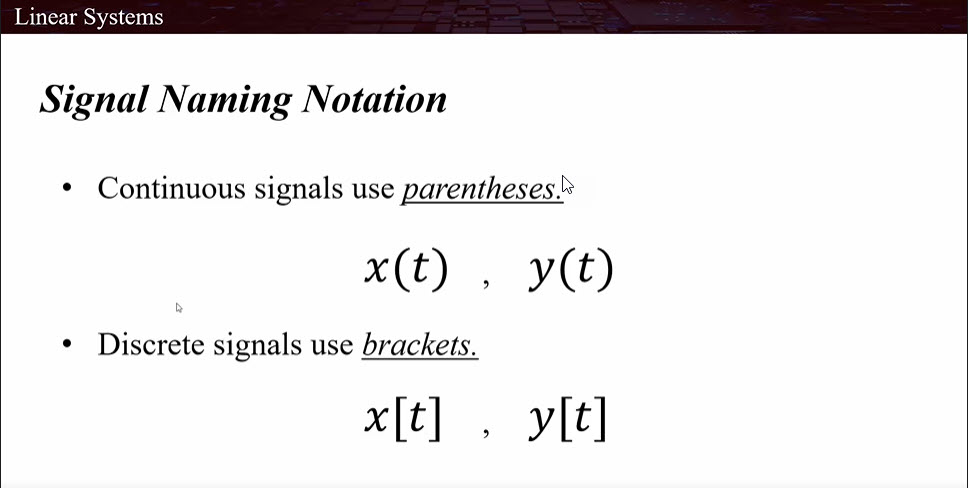 Linear Systems
Signal Naming Notation
• Continuous signals use parentheses.
x(t) , y(t)
• Discrete signals use brackets.
x[t] , y[t]